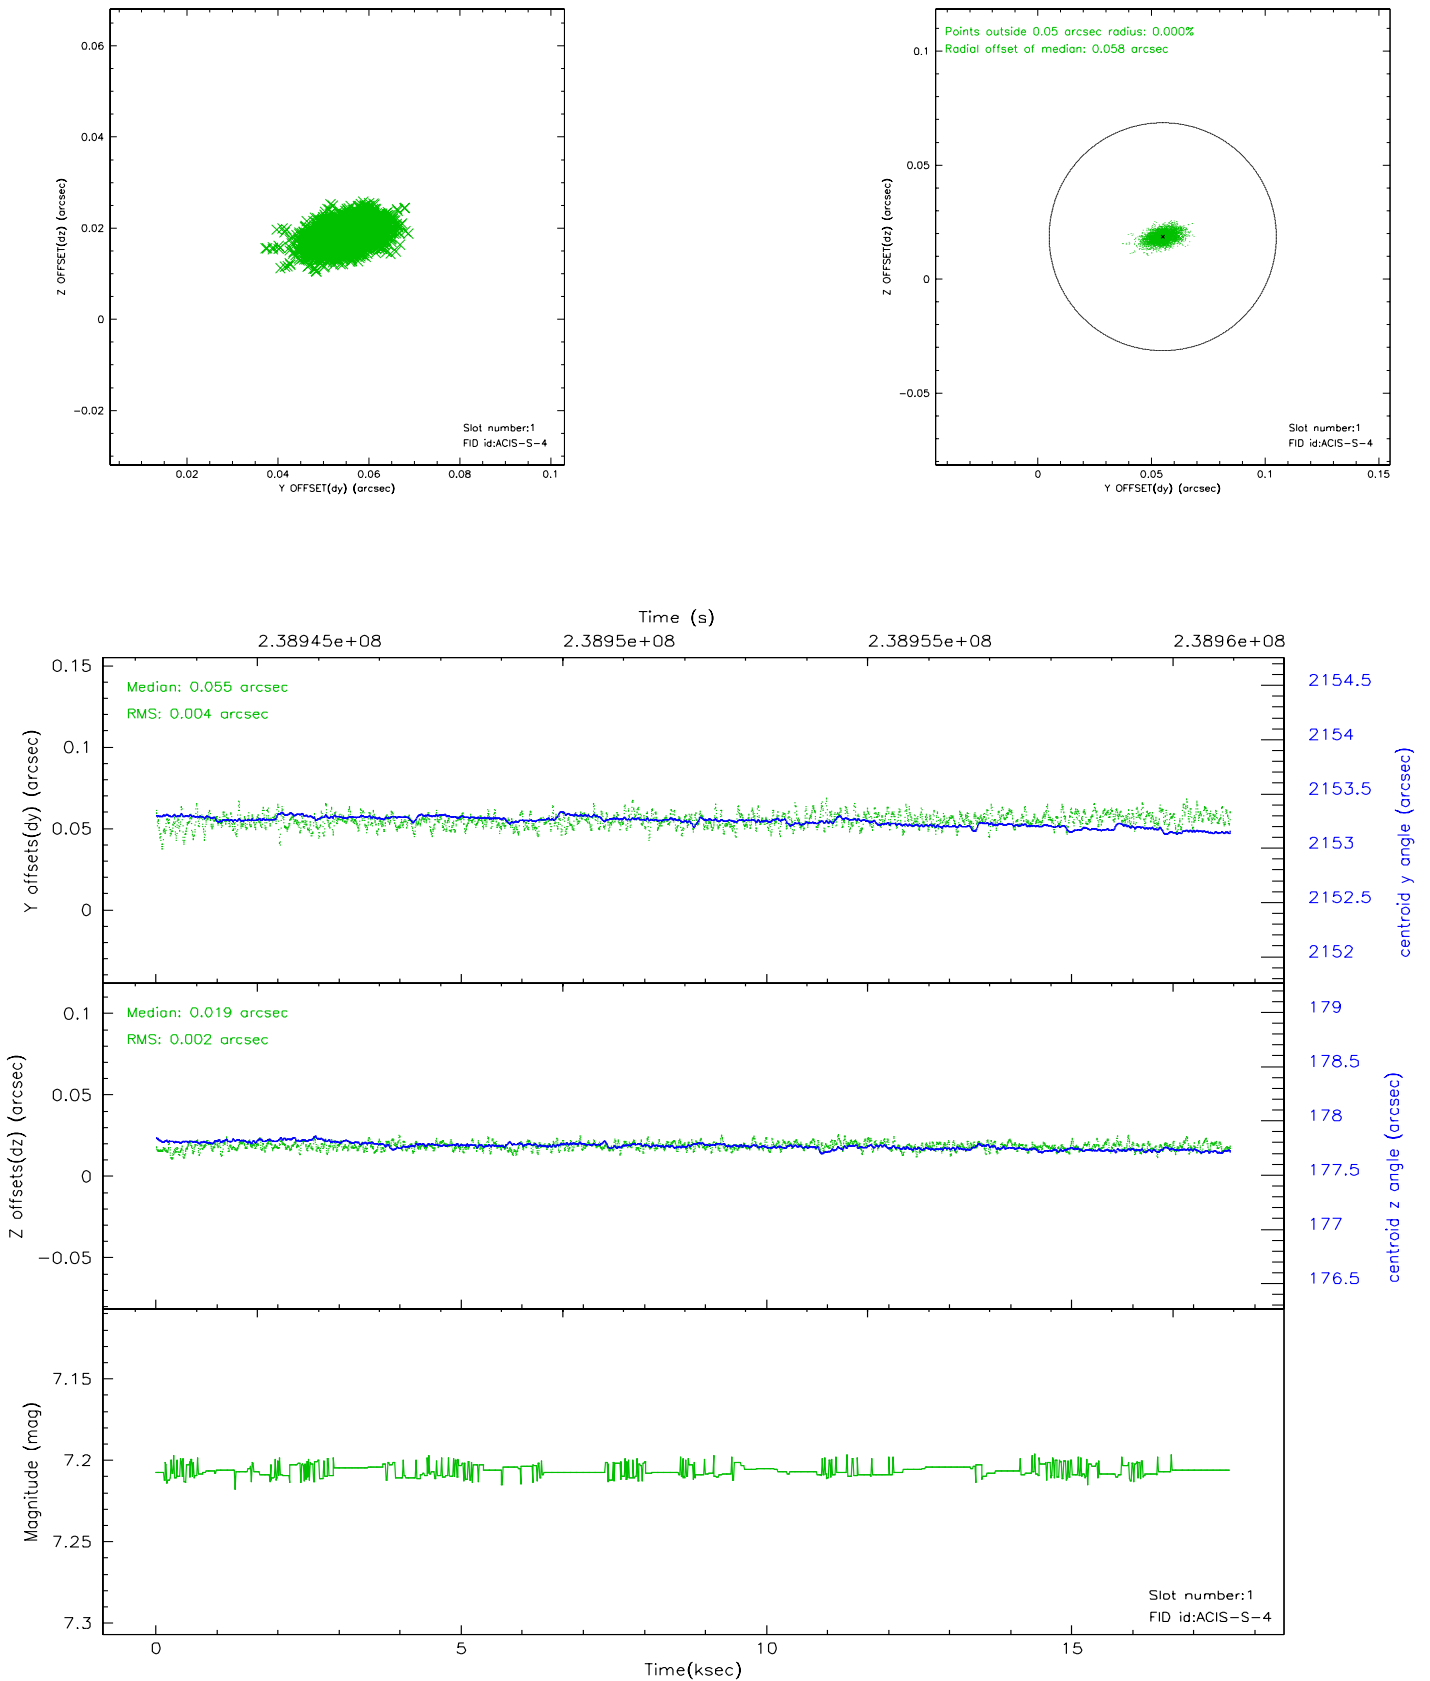 0.06
0.04
0.02
0
−0.02
Z OFFSET(dz) (arcsec)
Slot number:1
FID id:ACIS−S−4
0.02 0.04 0.06 0.08 0.1
Y OFFSET(dy) (arcsec)
Points outside 0.05 arcsec radius: 0.000%
Radial offset of median: 0.058 arcsec
0.1
0.05
0
−0.05
Z OFFSET(dz) (arcsec)
Slot number:1
FID id:ACIS−S−4
0 0.05 0.1 0.15
Y OFFSET(dy) (arcsec)
Time (s)
2.38945e+08 2.3895e+08 2.38955e+08 2.3896e+08
Median: 0.055 arcsec
RMS: 0.004 arcsec
0.15
0.1
0.05
0
Y offsets(dy) (arcsec)
2154.5
2154
2153.5
2153
2152.5
2152
centroid y angle (arcsec)
Median: 0.019 arcsec
RMS: 0.002 arcsec
0.1
0.05
0
−0.05
Z offsets(dz) (arcsec)
179
178.5
178
177.5
177
176.5
centroid z angle (arcsec)
7.15
7.2
7.25
7.3
Magnitude (mag)
Slot number:1
FID id:ACIS−S−4
0 5 10 15
Time(ksec)